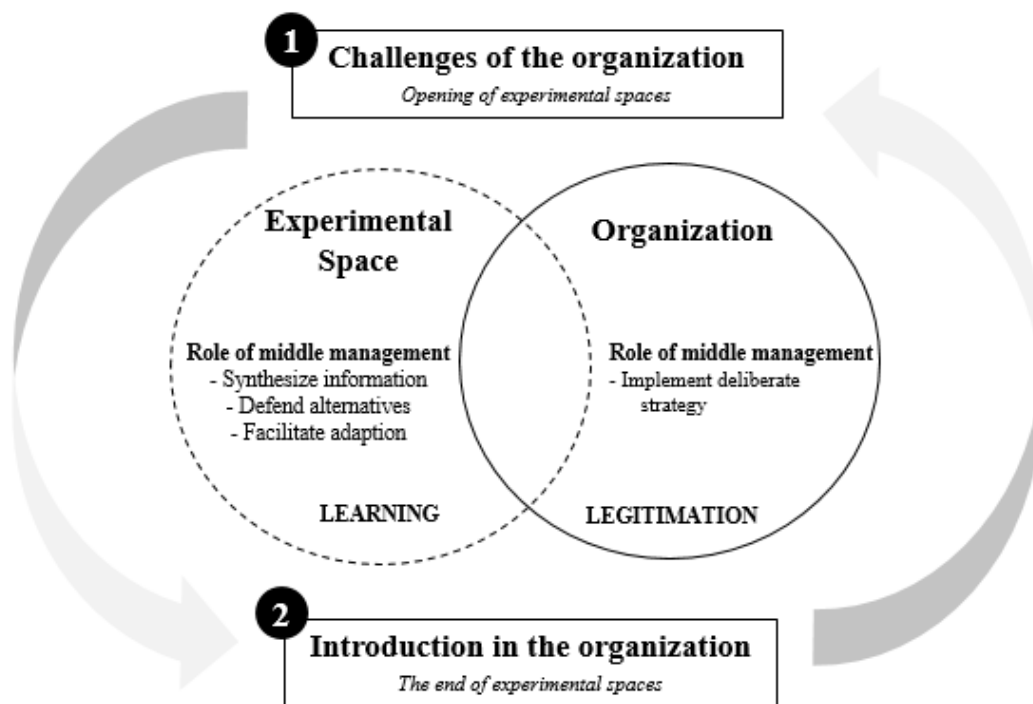 1
Challenges of the organization
Opening of experimental spaces
Experimental
Space
Role of middle management
- Synthesize information
- Defend alternatives
- Facilitate adaption
LEARNING
Organization
Role of middle management
- Implement deliberate
strategy
LEGITIMATION
2
Introduction in the organization
The end of experimental spaces